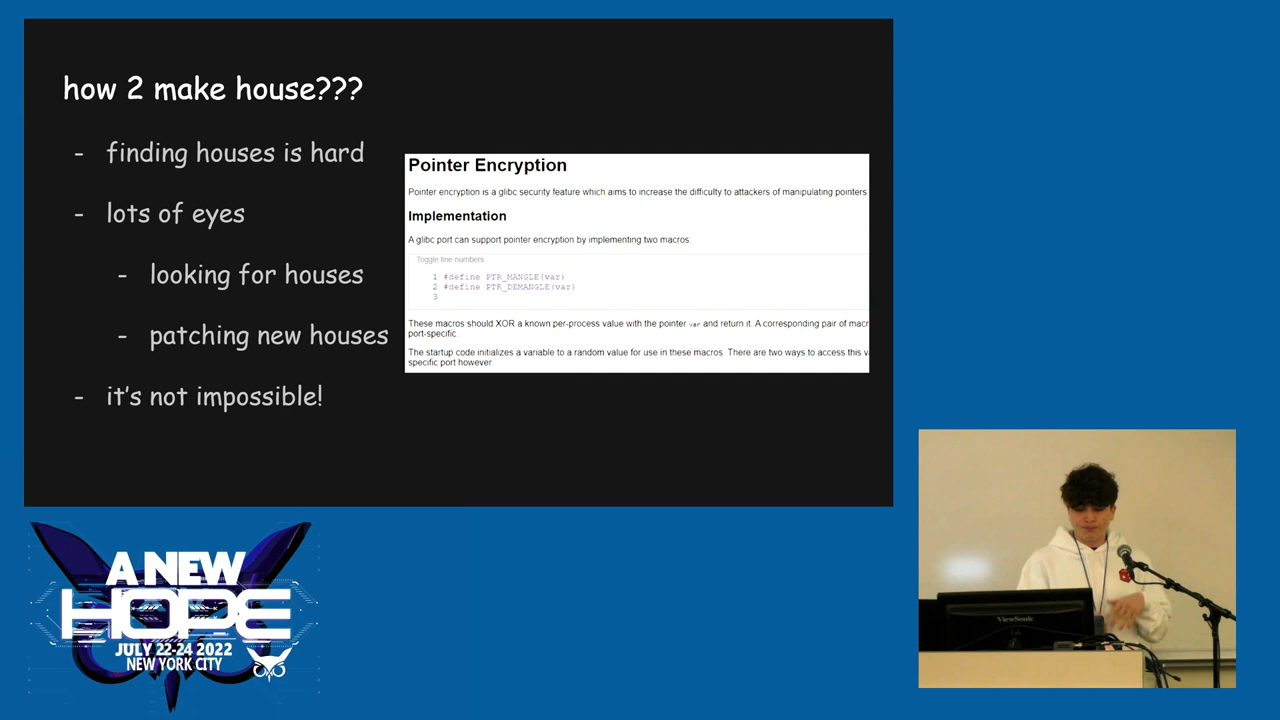 how 2 make house???
- finding houses is hard
- lots of eyes
- looking for houses
- patching new houses
- it's not impossible!
Pointer Encryption
Pointer encryption is a glibc security feature which aims to increase the difficulty to attackers of manipulating pointers
Implementation
A glibc port can support pointer encryption by implementing two macros:
Toggle line numbers
1 #define PTR_MANGLE(var)
2 #define PTR_DEMANGLE(var)
3
These macros should XOR a known per-process value with the pointer var and return it. A corresponding pair of macr
port-specific.
The startup code initializes a variable to a random value for use in these macros. There are two ways to access this v
specific port however.
A NEW
HOPE
JULY 22-24 2022
NEW YORK CITY
ViewSonic